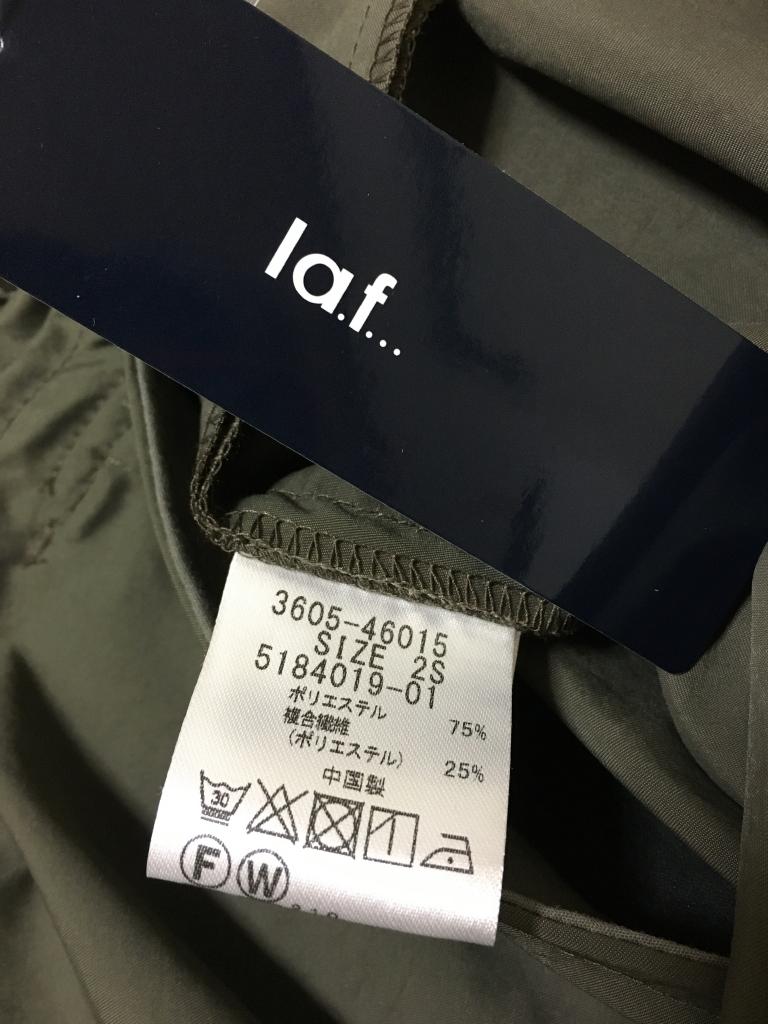 la.f...
3605-46015
SIZE 2S
5184019-01
ポリエステル 75%
複合繊維
(ポリエステル) 25%
中国製
30
F W